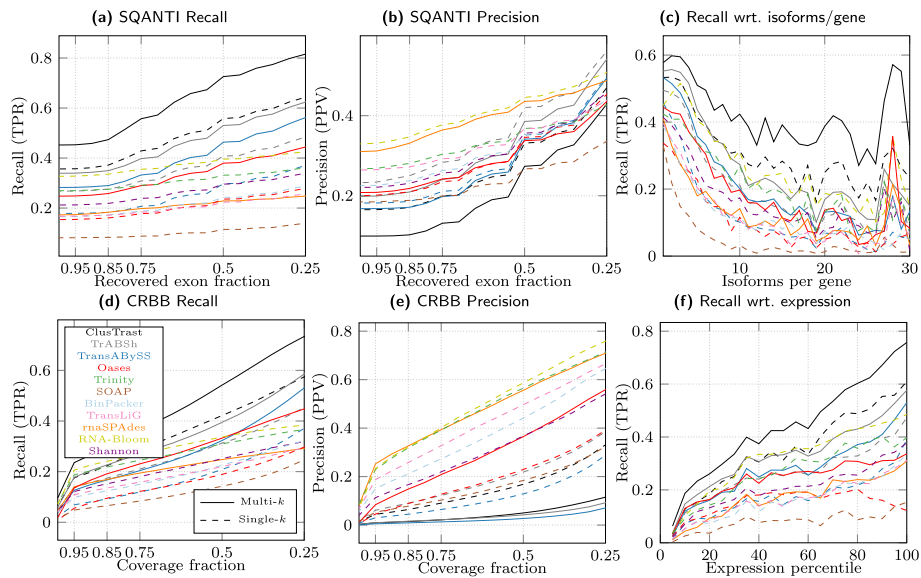 (a) SQANTI Recall
(b) SQANTI Precision
(c) Recall wrt. isoforms/gene
Recall (TPR)
0.8
0.6
0.4
0.2
0.95 0.85 0.75 0.5 0.25
Recovered exon fraction
Precision (PPV)
0.4
0.2
0.95 0.85 0.75 0.5 0.25
Recovered exon fraction
Recall (TPR)
0.6
0.4
0.2
0
10 20 30
Isoforms per gene
(d) CRBB Recall
(e) CRBB Precision
(f) Recall wrt. expression
Recall (TPR)
0.6
0.4
0.2
0
ClusTrast
TrABSh
TransABySS
Oases
Trinity
SOAP
BinPacker
TransLiG
rnaSPAdes
RNA-Bloom
Shannon
Multi-k
Single-k
0.95 0.85 0.75 0.5 0.25
Coverage fraction
Precision (PPV)
0.8
0.6
0.4
0.2
0
0.95 0.85 0.75 0.5 0.25
Coverage fraction
Recall (TPR)
0.8
0.6
0.4
0.2
0
0 20 40 60 80 100
Expression percentile